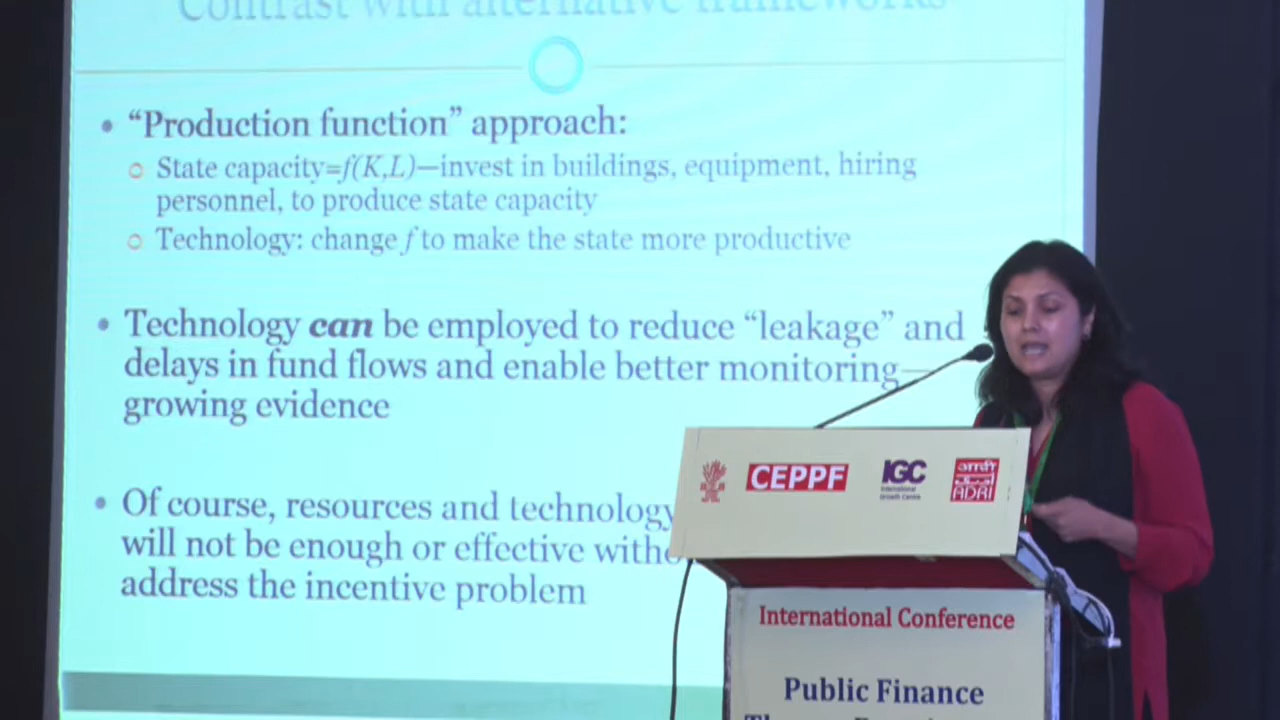 Contrast with alternative frameworks
• “Production function” approach:
State capacity=f(K,L)—invest in buildings, equipment, hiring
personnel, to produce state capacity
Technology: change f to make the state more productive
• Technology can be employed to reduce “leakage” and
delays in fund flows and enable better monitoring—
growing evidence
• Of course, resources and technology
will not be enough or effective
address the incentive problem
CEPPF
IGC
International
Growth Centre
आद्री
ADRI
International Conference
Public Finance